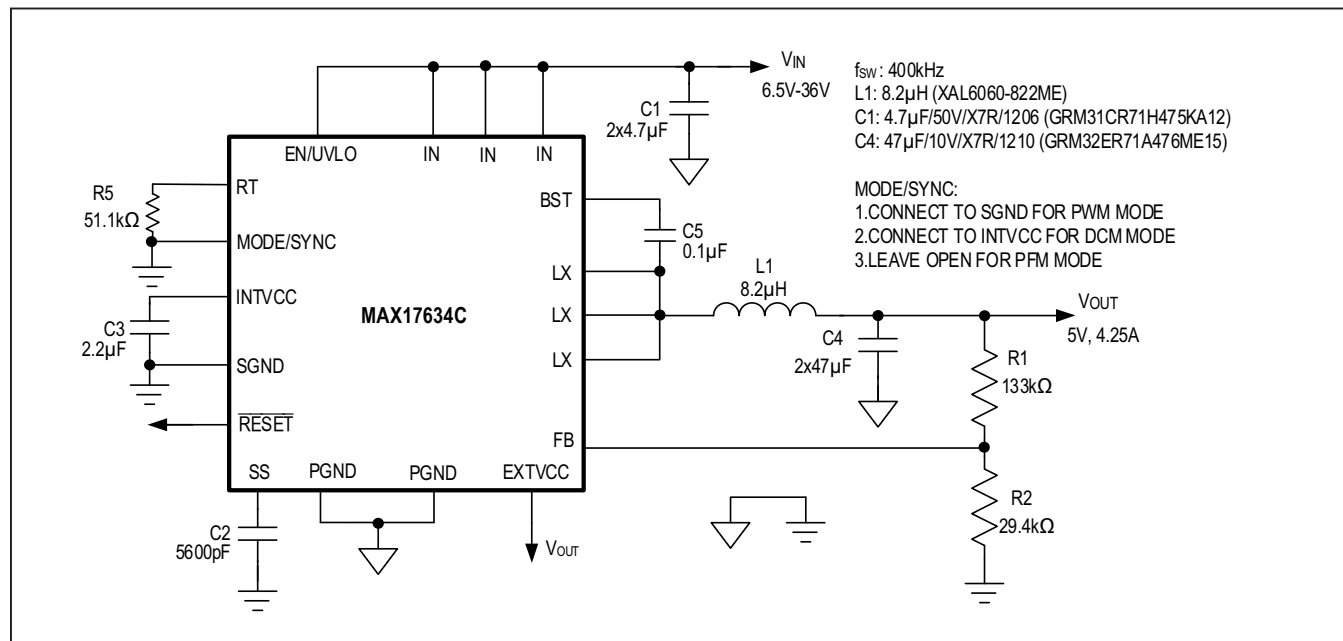 VIN
6.5V-36V
fSW : 400kHz
L1: 8.2µH (XAL6060-822ME)
C1: 4.7µF/50V/X7R/1206 (GRM31CR71H475KA12)
C4: 47µF/10V/X7R/1210 (GRM32ER71A476ME15)
MODE/SYNC:
1.CONNECT TO SGND FOR PWM MODE
2.CONNECT TO INTVCC FOR DCM MODE
3.LEAVE OPEN FOR PFM MODE
C1
2x4.7µF
EN/UVLO
IN
IN
IN
RT
R5
51.1kΩ
MODE/SYNC
INTVCC
C3
2.2µF
SGND
RESET
MAX17634C
BST
C5
0.1µF
LX
LX
LX
L1
8.2µH
C4
2x47µF
VOUT
5V, 4.25A
R1
133kΩ
FB
R2
29.4kΩ
SS
PGND
PGND
EXTVCC
C2
5600pF
VOUT